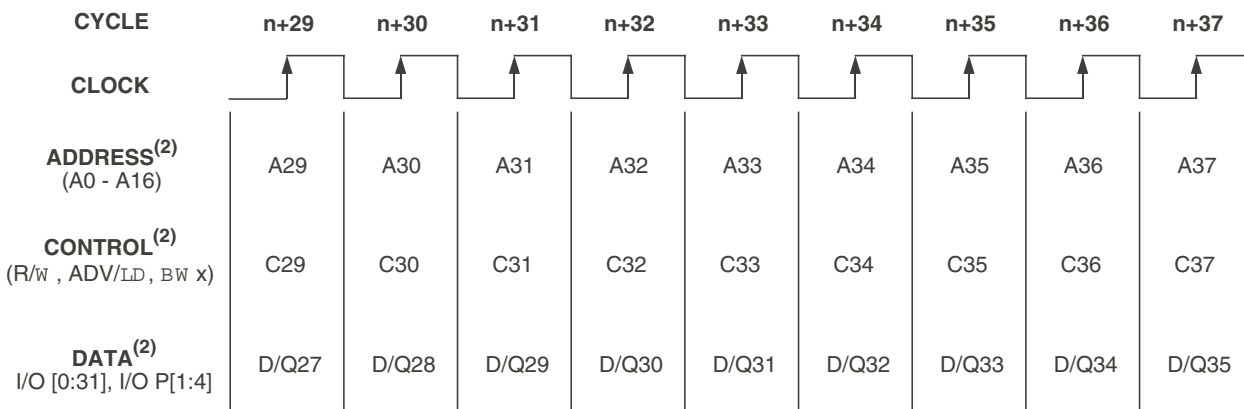 CYCLE n+29 n+30 n+31 n+32 n+33 n+34 n+35 n+36 n+37
CLOCK
ADDRESS(2)
(A0 - A16) A29 A30 A31 A32 A33 A34 A35 A36 A37
CONTROL(2)
(R/W , ADV/LD, BW x) C29 C30 C31 C32 C33 C34 C35 C36 C37
DATA(2)
I/O [0:31], I/O P[1:4] D/Q27 D/Q28 D/Q29 D/Q30 D/Q31 D/Q32 D/Q33 D/Q34 D/Q35